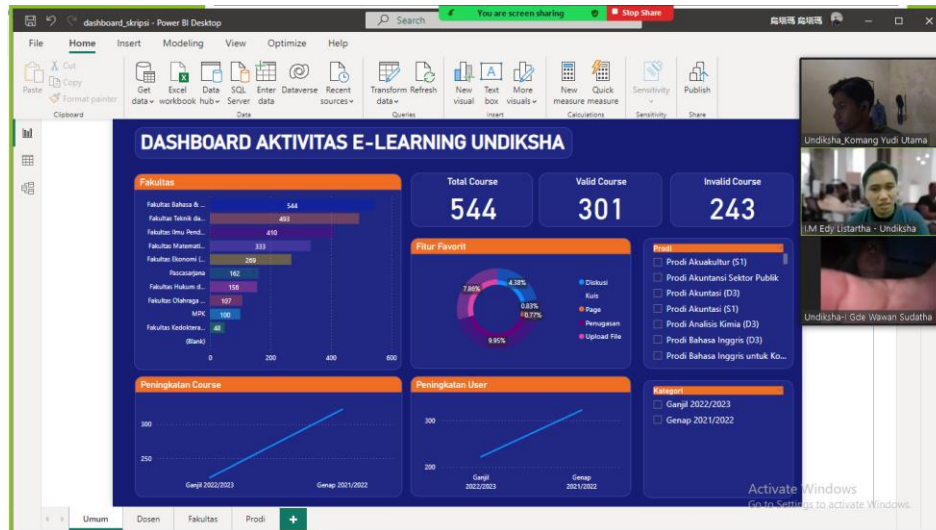 dashboard_skripsi - Power BI Desktop
Search
You are screen sharing
Stop Share
File Home Insert Modeling View Optimize Help
Paste
Cut
Copy
Format painter
Clipboard
Get data
Excel workbook
Data hub
SQL Server
Enter data
Dataverse
Recent sources
Data
Transform data
Refresh
Queries
New visual
Text box
More visuals
Insert
New measure
Quick measure
Calculations
Sensitivity
Sensitivity
Publish
Share
DASHBOARD AKTIVITAS E-LEARNING UNDIKSHA
Fakultas
Fakultas Bahasa & ... 544
Fakultas Teknik da... 493
Fakultas Ilmu Pend... 410
Fakultas Matemati... 333
Fakultas Ekonomi (... 269
Pascasarjana 162
Fakultas Hukum d... 158
Fakultas Olahraga ... 107
MPK 100
Fakultas Kedoktera... 48
(Blank)
0 200 400 600
Total Course
544
Valid Course
301
Invalid Course
243
Fitur Favorit
7.86%
4.38%
0.83%
0.77%
9.95%
Diskusi
Kuis
Page
Penugasan
Upload File
Prodi
Prodi Akuakultur (S1)
Prodi Akuntansi Sektor Publik
Prodi Akuntansi (D3)
Prodi Akuntansi (S1)
Prodi Analisis Kimia (D3)
Prodi Bahasa Inggris (D3)
Prodi Bahasa Inggris untuk Ko...
Peningkatan Course
300
250
Ganjil 2022/2023 Genap 2021/2022
Peningkatan User
300
200
Ganjil 2022/2023
Genap 2021/2022
Kategori
Ganjil 2022/2023
Genap 2021/2022
Undiksha_Komang Yudi Utama
I.M Edy Listartha - Undiksha
Undiksha-I Gde Wawan Sudatha
Activate Windows
Go to Settings to activate Windows.
Umum Dosen Fakultas Prodi